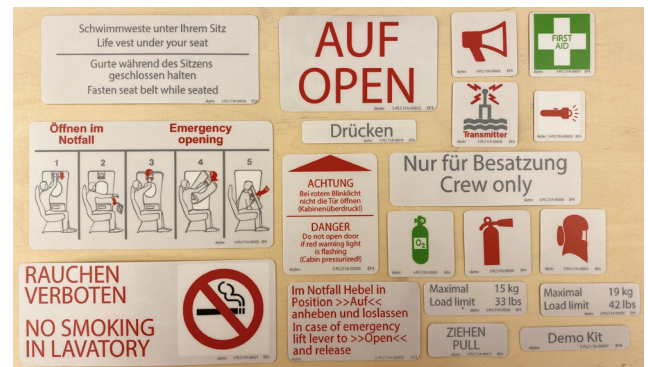 Schwimmweste unter Ihrem Sitz
Life vest under your seat
Gurte während des Sitzens
geschlossen halten
Fasten seat belt while seated
AUF
OPEN
FIRST
AID
Drücken
Transmitter
Öffnen im
Notfall
Emergency
opening
1 2 3 4 5
ACHTUNG
Bei rotem Blinklicht
nicht die Tür öffnen
(Kabinenüberdruck!)
DANGER
Do not open door
if red warning light
is flashing
(Cabin pressurized!)
Nur für Besatzung
Crew only
O₂
RAUCHEN
VERBOTEN
NO SMOKING
IN LAVATORY
Im Notfall Hebel in
Position >>Auf<<
anheben und loslassen
In case of emergency
lift lever to >>Open<<
and release
Maximal 15 kg
Load limit 33 lbs
Maximal 19 kg
Load limit 42 lbs
ZIEHEN
PULL
Demo Kit